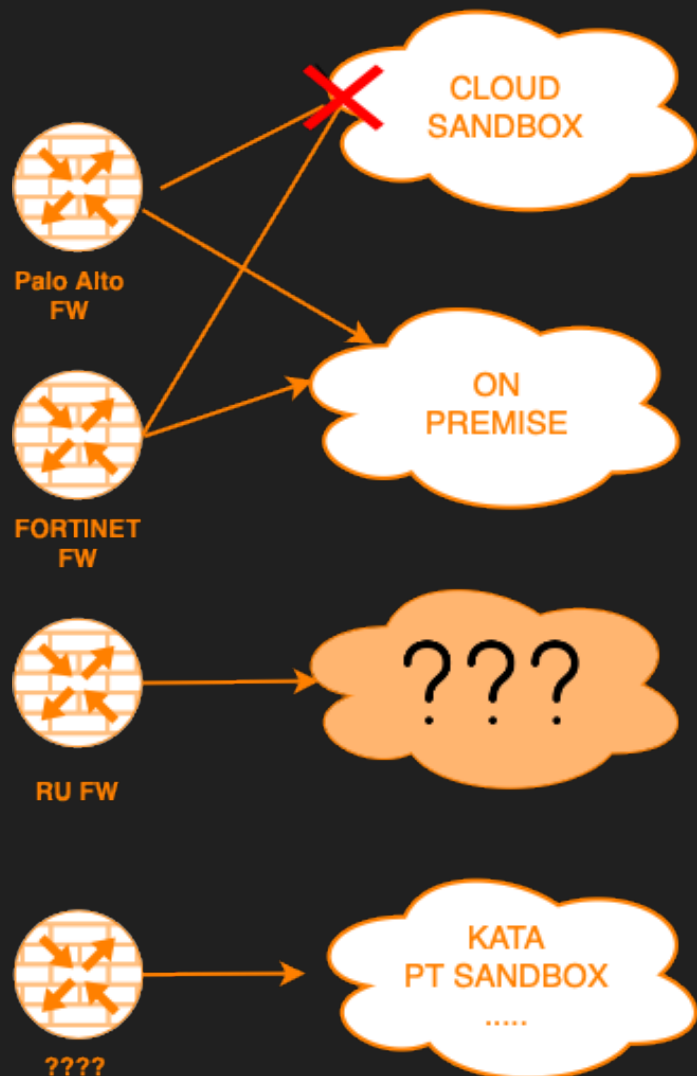 CLOUD
SANDBOX
Palo Alto
FW
ON
PREMISE
FORTINET
FW
???
RU FW
KATA
PT SANDBOX
.....
????